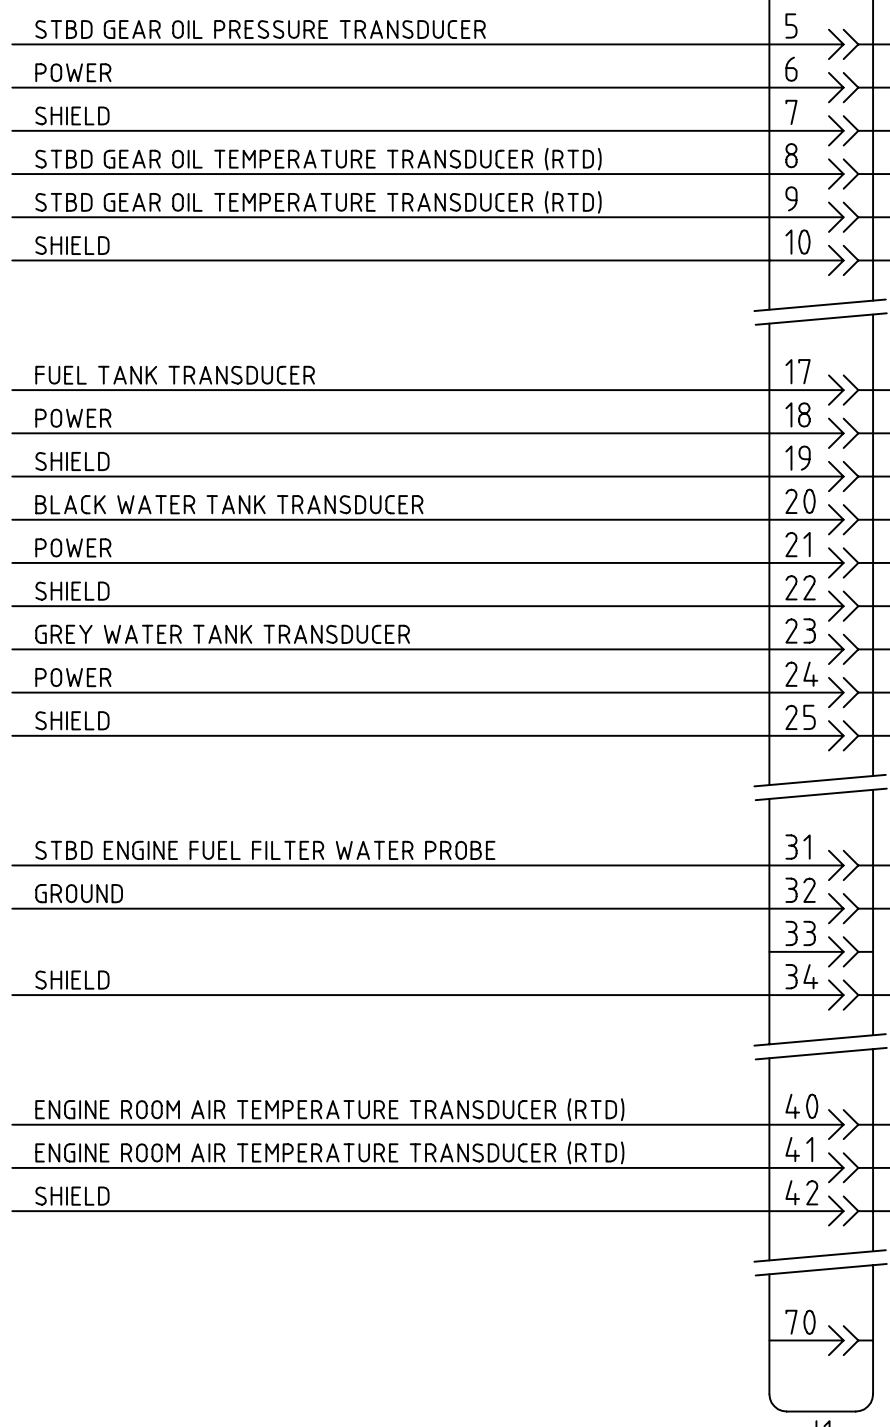 STBD GEAR OIL PRESSURE TRANSDUCER 5
POWER 6
SHIELD 7
STBD GEAR OIL TEMPERATURE TRANSDUCER (RTD) 8
STBD GEAR OIL TEMPERATURE TRANSDUCER (RTD) 9
SHIELD 10
FUEL TANK TRANSDUCER 17
POWER 18
SHIELD 19
BLACK WATER TANK TRANSDUCER 20
POWER 21
SHIELD 22
GREY WATER TANK TRANSDUCER 23
POWER 24
SHIELD 25
STBD ENGINE FUEL FILTER WATER PROBE 31
GROUND 32
33
SHIELD 34
ENGINE ROOM AIR TEMPERATURE TRANSDUCER (RTD) 40
ENGINE ROOM AIR TEMPERATURE TRANSDUCER (RTD) 41
SHIELD 42
70